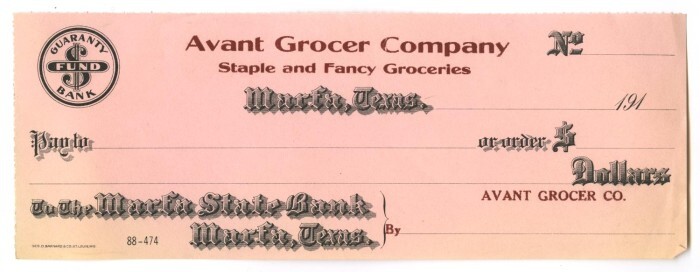 GUARANTY
FUND
BANK
Avant Grocer Company
Staple and Fancy Groceries
No
Marfa, Texas, 191
Pay to or order $
Dollars
To The Marfa State Bank
Marfa, Texas.
AVANT GROCER CO.
By
88-474